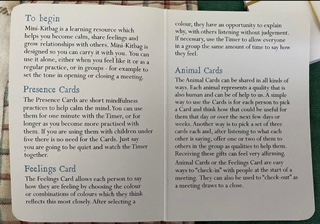 To begin
Mini-Kitbag is a learning resource which
helps you become calm, share feelings and
grow relationships with others. Mini-Kitbag is
designed so you can carry it with you. You can
use it alone, either when you feel like it or as a
regular practice, or in groups - for example to
set the tone in opening or closing a meeting.
Presence Cards
The Presence Cards are short mindfulness
practices to help calm the mind. You can use
them for one minute with the Timer, or for
longer as you become more practised with
them. If you are using them with children under
five there is no need for the Cards. Just say
you are going to be quiet and watch the Timer
together.
Feelings Card
The Feelings Card allows each person to say
how they are feeling by choosing the colour
or combinations of colours which they think
reflects this most closely. After selecting a
colour, they have an opportunity to explain
why, with others listening without judgement.
If necessary, use the Timer to allow everyone
in a group the same amount of time to say how
they feel.
Animal Cards
The Animal Cards can be shared in all kinds of
ways. Each animal represents a quality that is
also human and can be of help to us. A simple
way to use the Cards is for each person to pick
a Card and think how that could be useful for
them that day or over the next few days or
weeks. Another way is to pick a set of three
cards each and, after listening to what each
other is saving, offer one or two of them to
others in the group as qualities to help them.
Receiving these gifts can feel very affirming.
Animal Cards or the Feelings Card are easy
ways to "check-in" with people at the start of a
meeting. They can also be used to "check out" as
a meeting draws to a close.